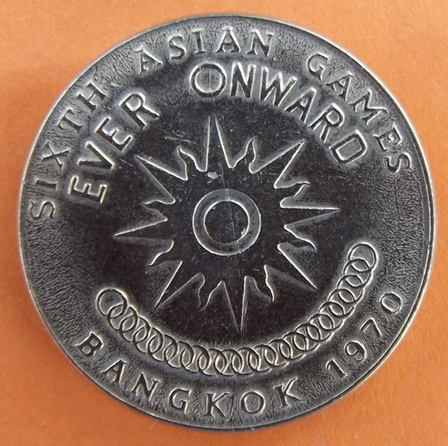 SIXTH ASIAN GAMES
EVER ONWARD
BANGKOK 1970